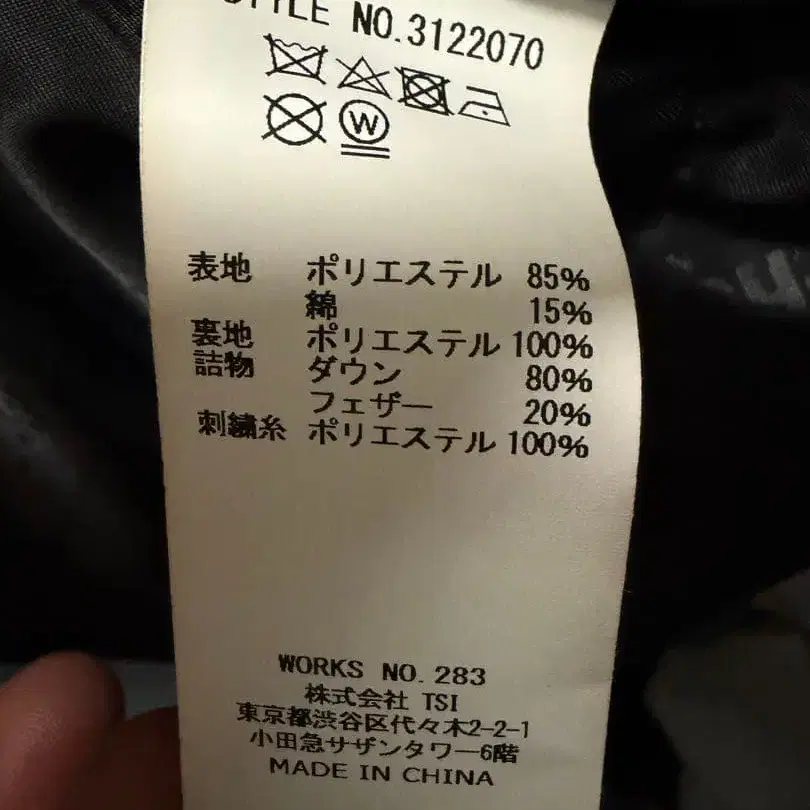 STYLE NO.3122070
W
表地 ポリエステル 85%
綿 15%
裏地 ポリエステル 100%
詰物 ダウン 80%
フェザー 20%
刺繍糸 ポリエステル 100%
WORKS NO. 283
株式会社 TSI
東京都渋谷区代々木2-2-1
小田急サザンタワー6階
MADE IN CHINA